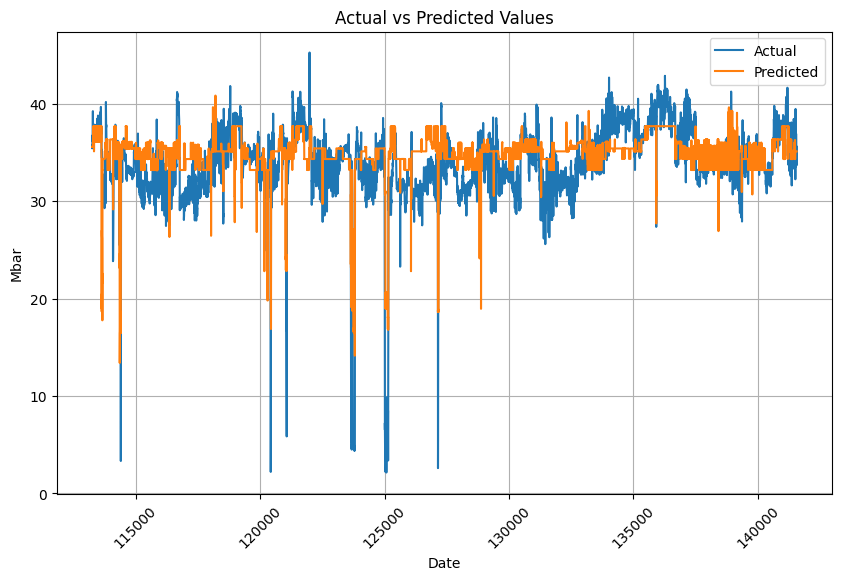 Actual vs Predicted Values
Actual
Predicted
Mbar
40
30
20
10
0
115000
120000
125000
130000
135000
140000
Date